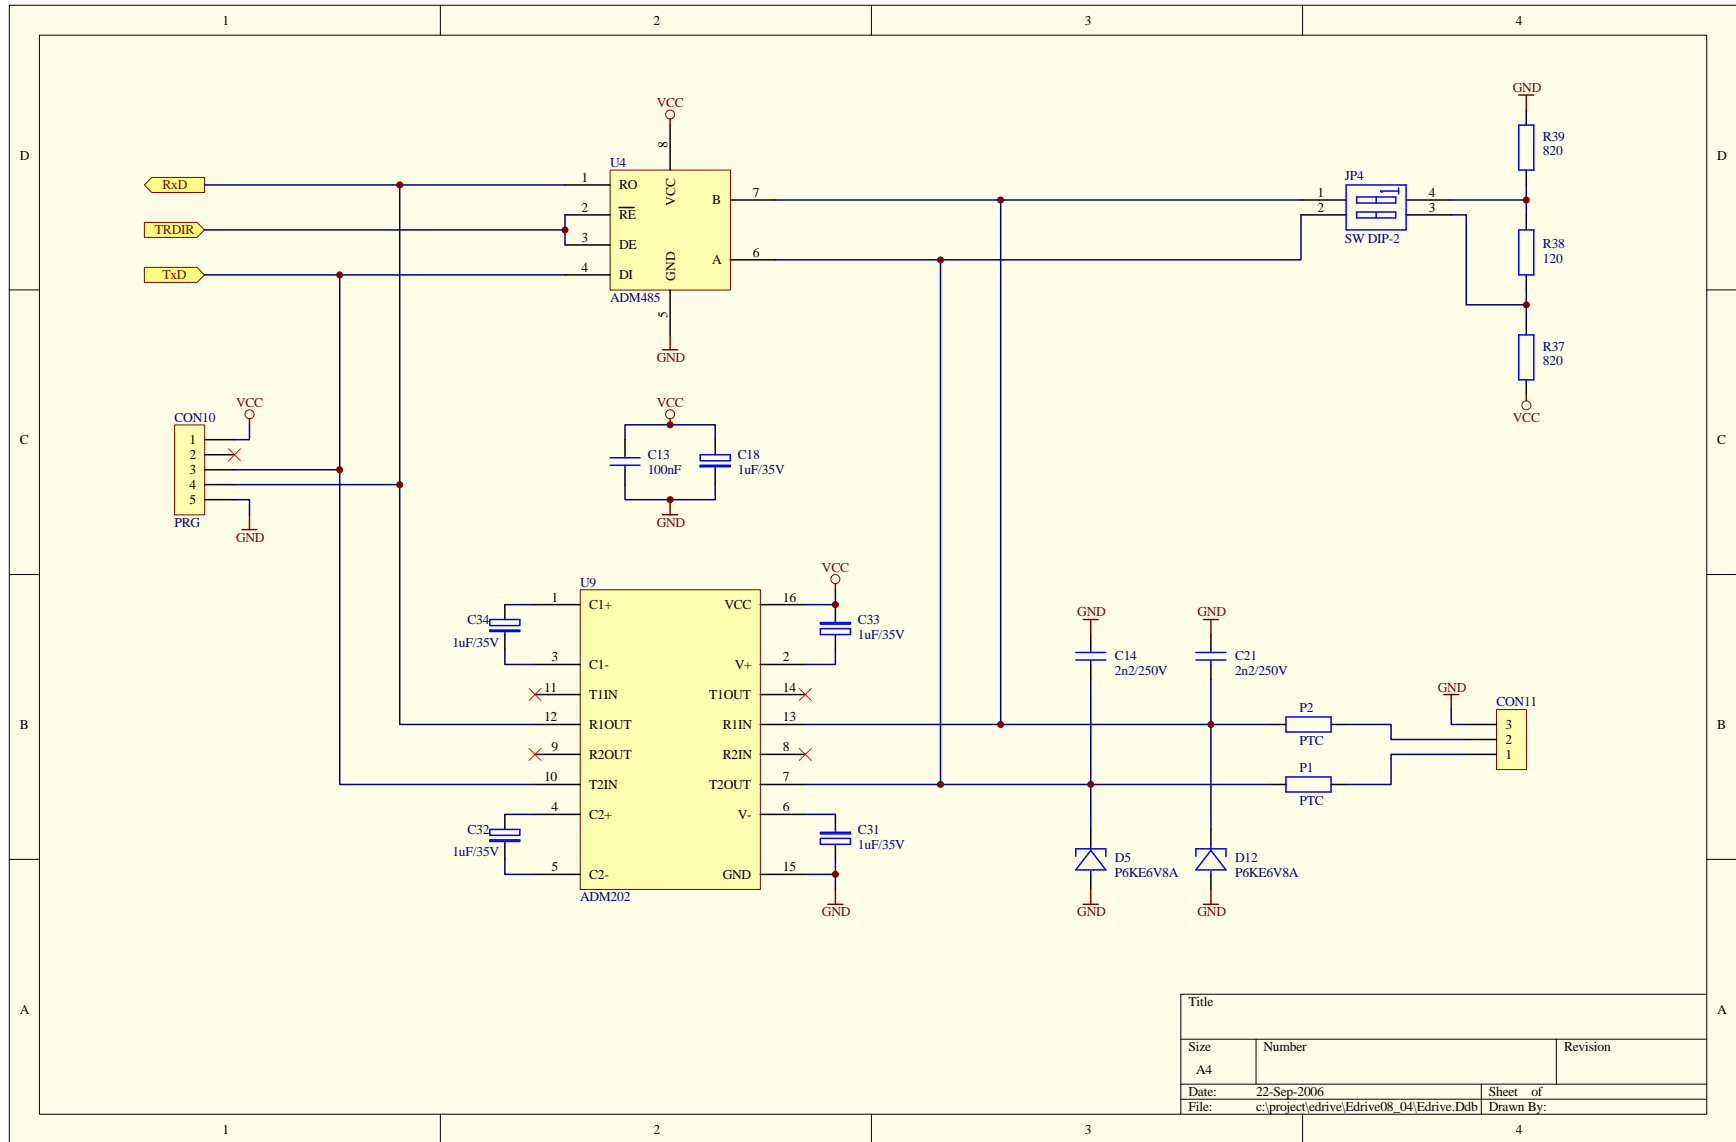 1 2 3 4
D D
C C
B B
A A
1 2 3 4
RxD
TRDIR
TxD
VCC
8
U4
1 RO
2 RE
3 DE
4 DI
VCC
GND
B 7
A 6
ADM485
5
GND
JP4
1 4
2 3
1
SW DIP-2
GND
R39
820
R38
120
R37
820
VCC
CON10
VCC
1
2
3
4
5
PRG
GND
VCC
C13
100nF
C18
1uF/35V
GND
U9
1 C1+
3 C1-
11 T1IN
12 R1OUT
9 R2OUT
10 T2IN
4 C2+
5 C2-
VCC 16
V+ 2
T1OUT 14
R1IN 13
R2IN 8
T2OUT 7
V- 6
GND 15
ADM202
C34
1uF/35V
C32
1uF/35V
VCC
C33
1uF/35V
C31
1uF/35V
GND
GND
C14
2n2/250V
GND
C21
2n2/250V
D5
P6KE6V8A
GND
D12
P6KE6V8A
GND
P2
PTC
P1
PTC
GND
CON11
3
2
1
Title
Size
A4
Number
Revision
Date: 22-Sep-2006
Sheet of
File: c:\project\edrive\Edrive08_04\Edrive.Ddb
Drawn By: